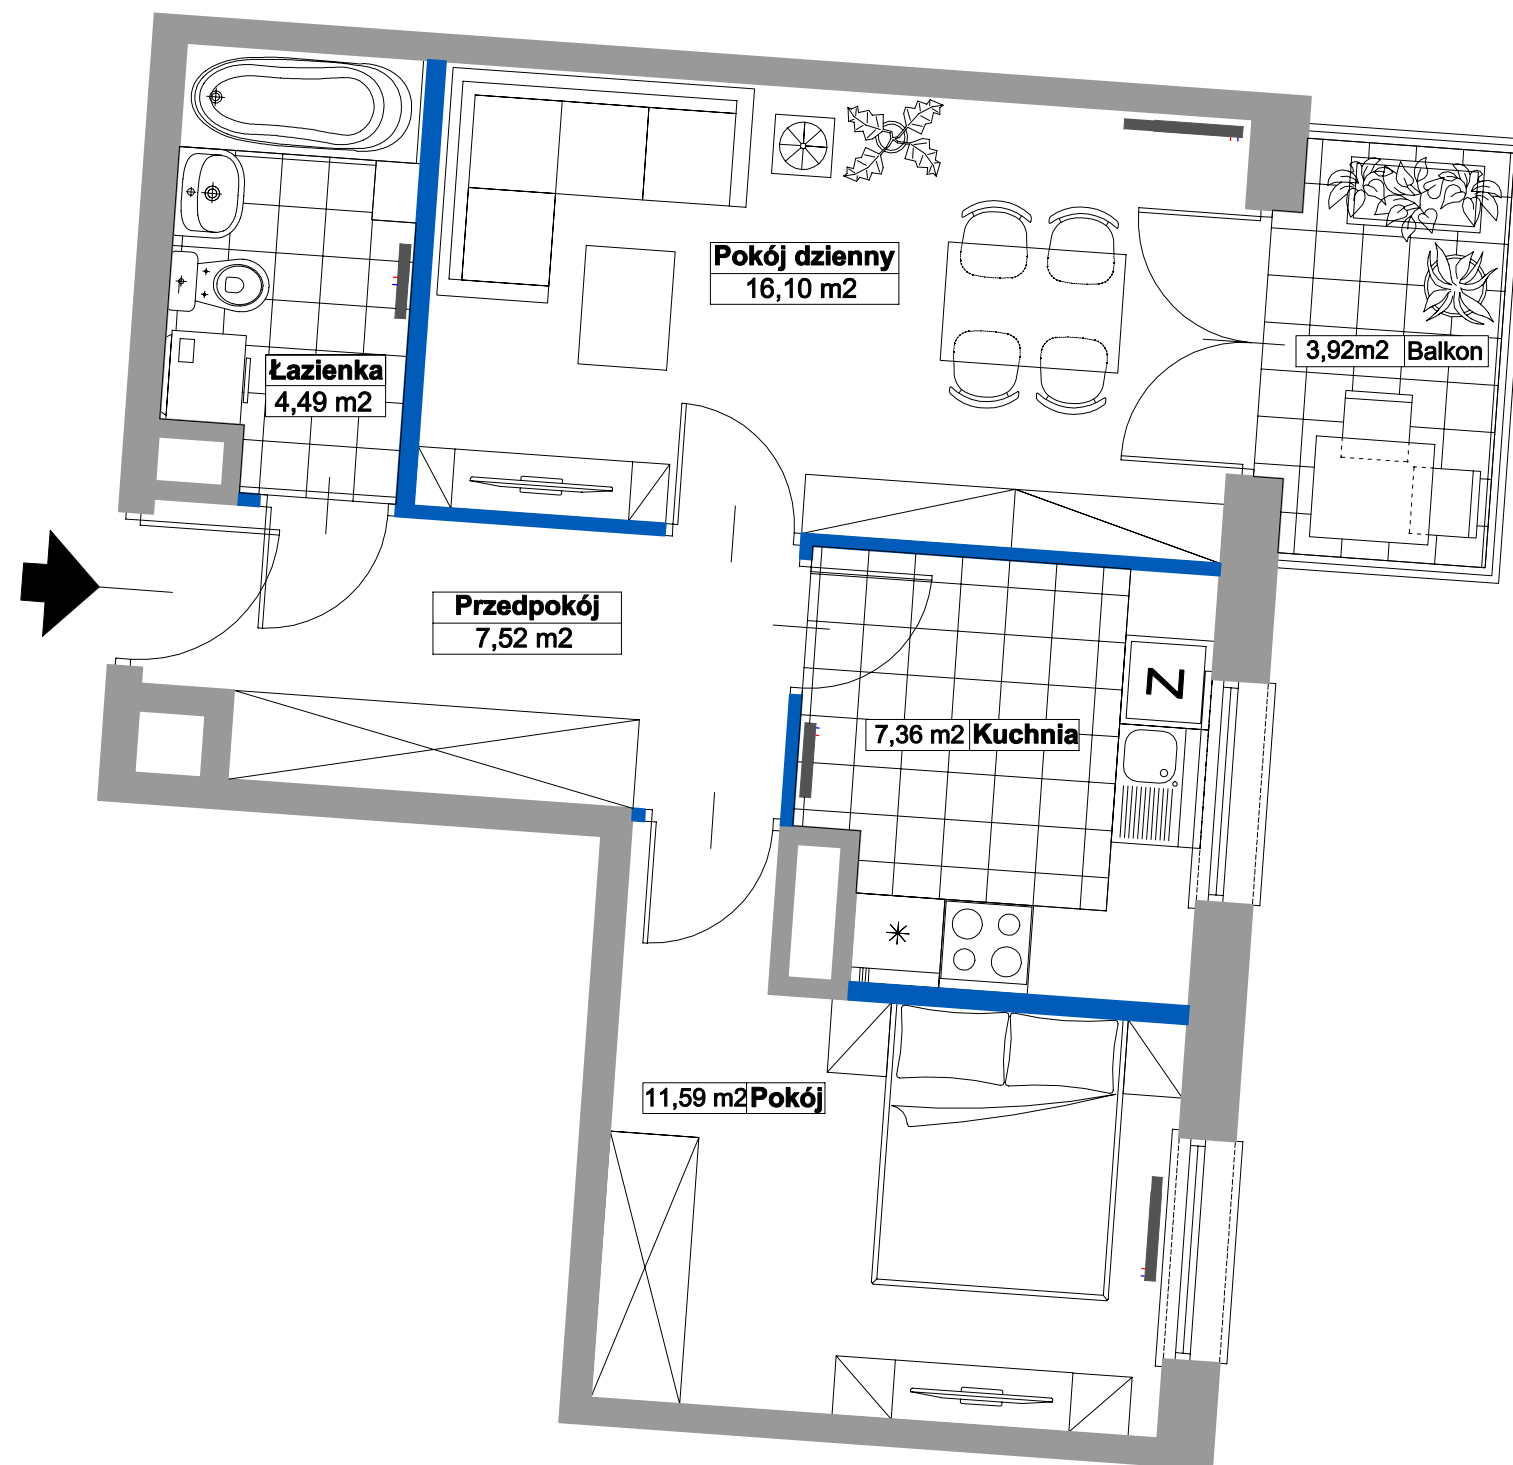 Pokój dzienny
16,10 m2
3,92m2 Balkon
Łazienka
4,49 m2
Przedpokój
7,52 m2
Z
7,36 m2 Kuchnia
11,59 m2 Pokój